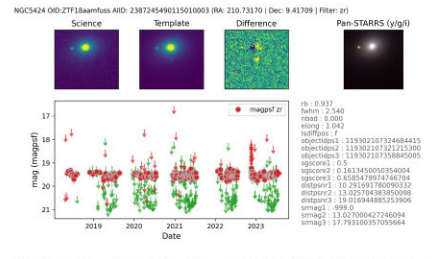 NGC5424 OID:ZTF18aamfuss AllD: 2387245490115010003 (RA: 210.73170 | Dec: 9.41709 | Filter: zr)
Science
Template
Difference
Pan-STARRS (y/g/i)
magpsf zr
17
18
19
20
21
mag (magpsf)
2019
2020
2021
2022
2023
Date
rb : 0.937
fwhm : 2.540
nbad : 0.000
elong : 1.042
isdiffpos : f
objectidps1 : 119302107324684415
objectidps2 : 119302107321215300
objectidps3 : 119302107358845005
sgscore1 : 0.5
sgscore2 : 0.1613450050354004
sgscore3 : 0.6585479974746704
distpsnr1 : 10.291691780090332
distpsnr2 : 13.025704383850098
distpsnr3 : 19.016944885253906
srmag1 : -999.0
srmag2 : 13.027000427246094
srmag3 : 17.793100357055664